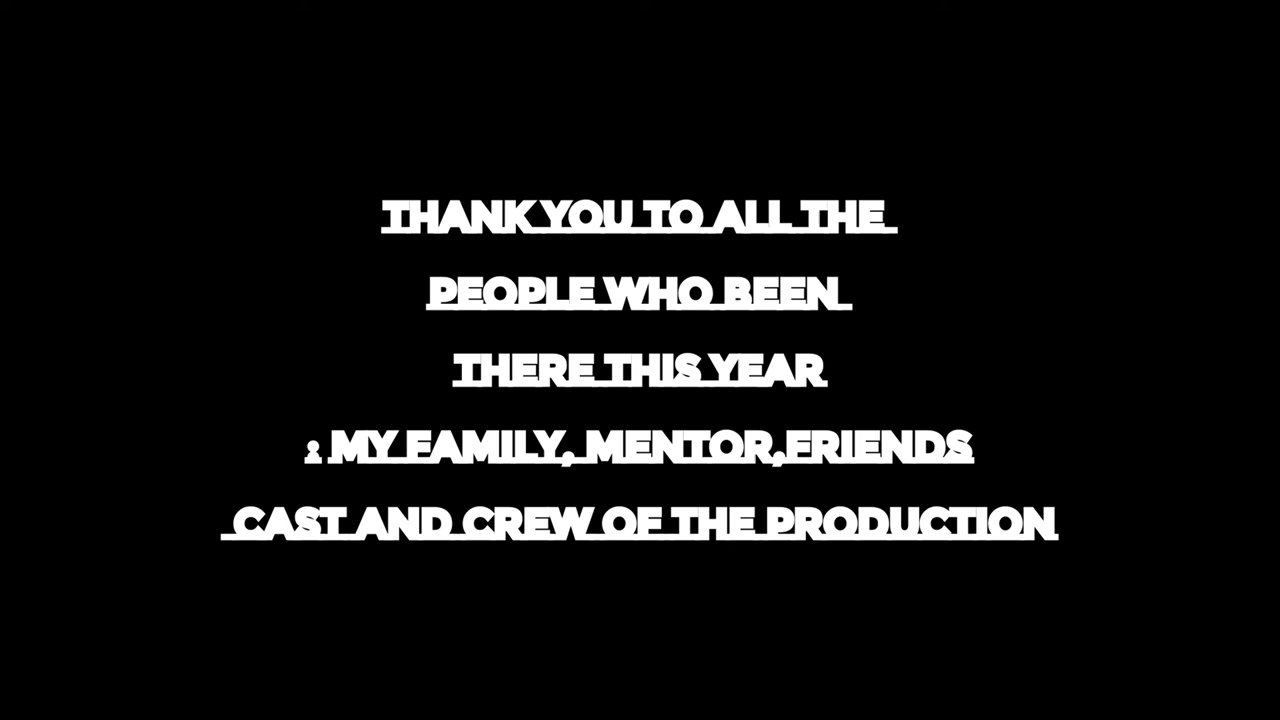 THANK YOU TO ALL THE
PEOPLE WHO BEEN
THERE THIS YEAR
: MY FAMILY, MENTOR,FRIENDS
CAST AND CREW OF THE PRODUCTION